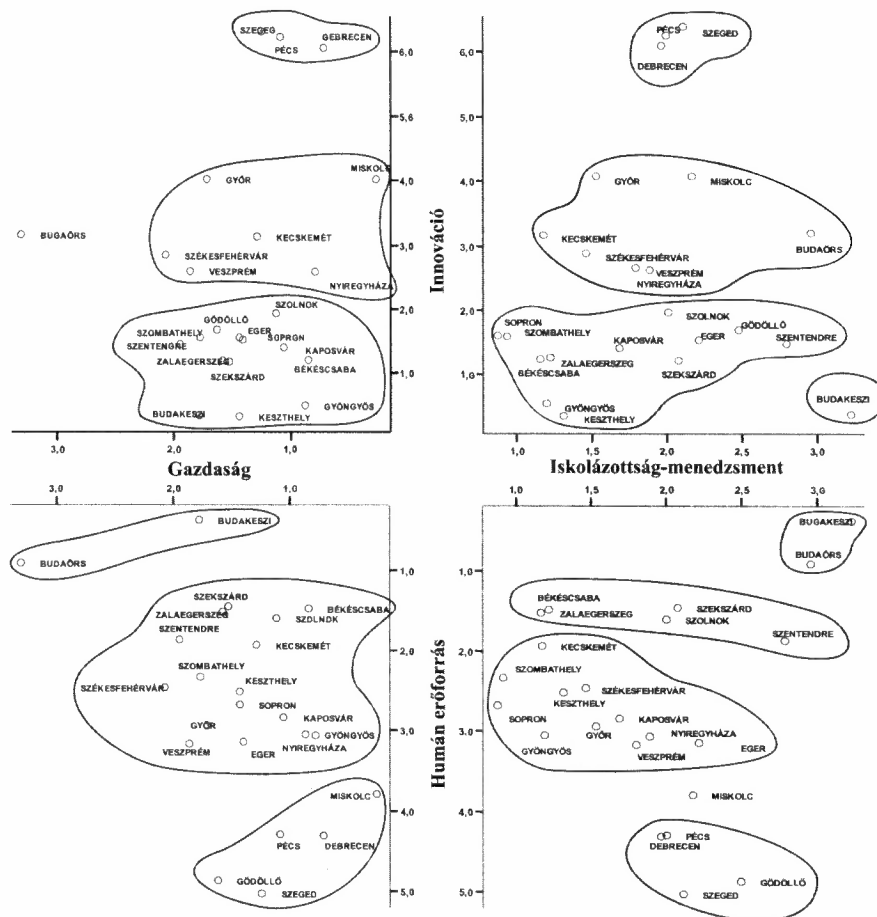 SZEGEG
PÉCS
GEBRECEN
6,0
5,6
MISKOLC
GYŐR
4,0
BUGAÖRS
KECSKEMÉT
3,0
SZÉKESFEHÉRVÁR
VESZPRÉM
NYIREGYHÁZA
SZOLNOK
2,0
GÖDÖLLŐ
SZOMBATHELY
EGER
SOPRON
SZENTENGRE
KAPOSVÁR
ZALAEGERSZEG
BÉKÉSCSABA
SZEKSZÁRD
1,0
GYÖNGYÖS
BUDAKESZI
KESZTHELY
3,0
2,0
1,0
Gazdaság
Innováció
PÉCS
SZEGED
6,0
DEBRECEN
5,0
GYŐR
MISKOLC
4,0
3,0
KECSKEMÉT
BUDAÖRS
SZÉKESFEHÉRVÁR
VESZPRÉM
NYIREGYHÁZA
2,0
SZOLNOK
SOPRON
GÖDÖLLŐ
SZOMBATHELY
EGER
SZENTENDRE
KAPOSVÁR
BÉKÉSCSABA
ZALAEGERSZEG
SZEKSZÁRD
1,0
BUDAKESZI
GYÖNGYÖS
KESZTHELY
1,0
1,5
2,0
2,5
3,0
Iskolázottság-menedzsment
3,0
2,0
1,0
BUDAKESZI
BUDAÖRS
1,0
SZEKSZÁRD
BÉKÉSCSABA
ZALAEGERSZEG
SZDLNDK
SZENTENDRE
KECSKEMÉT
2,0
SZOMBATHELY
KESZTHELY
SZÉKESFEHÉRVÁR
SOPRON
KAPOSVÁR
GYŐR
GYÖNGYÖS
3,0
VESZPRÉM
EGER
NYIREGYHÁZA
MISKOLC
4,0
PÉCS
DEBRECEN
GÖDÖLLŐ
SZEGED
5,0
Humán erőforrás
1,0
1,5
2,0
2,5
3,0
BUGAKESZI
BUDAÖRS
1,0
BÉKÉSCSABA
ZALAEGERSZEG
SZEKSZÁRD
SZOLNOK
SZENTENDRE
KECSKEMÉT
2,0
SZOMBATHELY
SZÉKESFEHÉRVÁR
KESZTHELY
SOPRON
KAPOSVÁR
GYŐR
NYIREGYHÁZA
3,0
GYÖNGYÖS
VESZPRÉM
EGER
MISKOLC
4,0
PÉCS
DEBRECEN
GÖDÖLLŐ
SZEGED
5,0